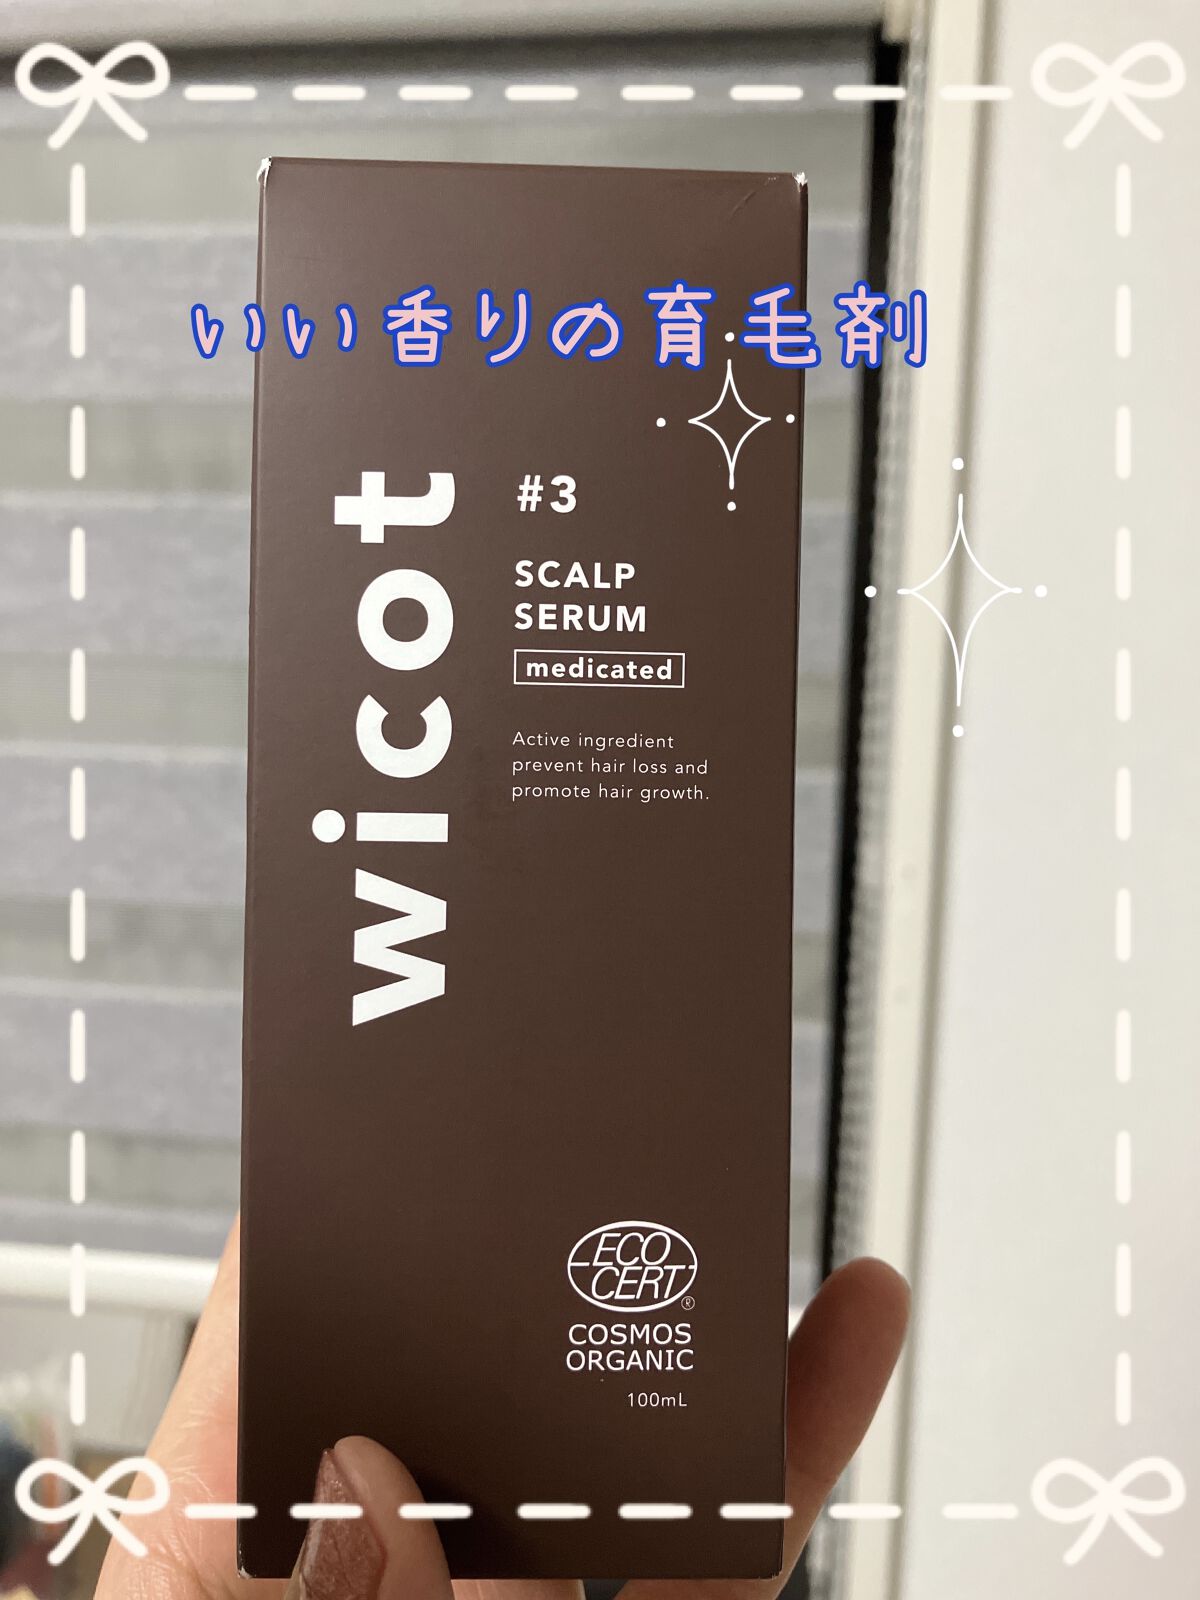 いい香りの育毛剤
wicot
#3
SCALP
SERUM
medicated
Active ingredient
prevent hair loss and
promote hair growth.
ECO
CERT
®
COSMOS
ORGANIC
100mL